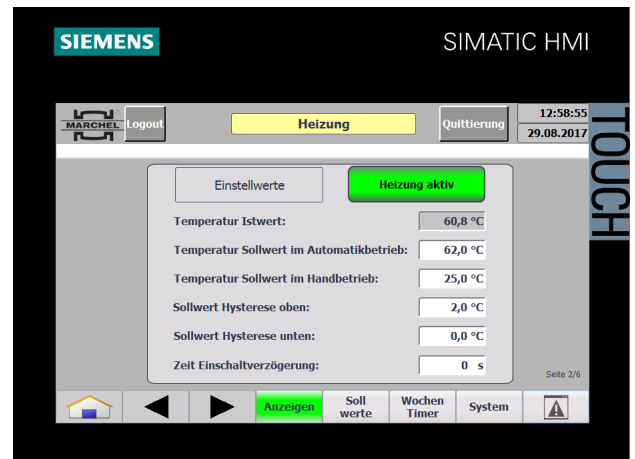 SIEMENS
SIMATIC HMI
TOUCH
MARCHEL
Logout
Heizung
Quittierung
12:58:55
29.08.2017
Einstellwerte
Heizung aktiv
Temperatur Istwert: 60,8 °C
Temperatur Sollwert im Automatikbetrieb: 62,0 °C
Temperatur Sollwert im Handbetrieb: 25,0 °C
Sollwert Hysterese oben: 2,0 °C
Sollwert Hysterese unten: 0,0 °C
Zeit Einschaltverzögerung: 0 s
Seite 2/6
Anzeigen
Soll
werte
Wochen
Timer
System